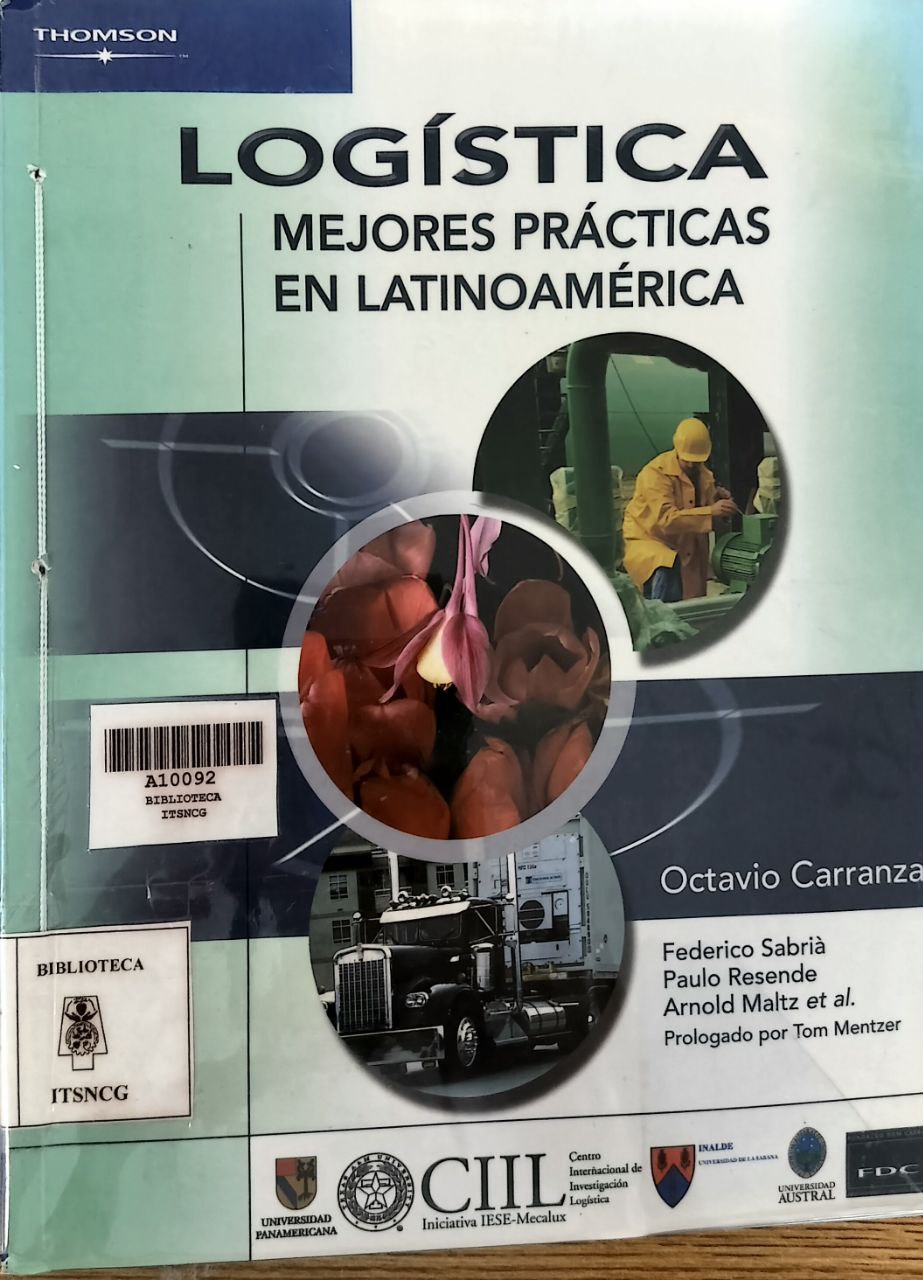 THOMSON
LOGÍSTICA
MEJORES PRÁCTICAS
EN LATINOAMÉRICA
A10092
BIBLIOTECA
ITSNCG
Octavio Carranza
Federico Sabrià
Paulo Resende
Arnold Maltz et al.
Prologado por Tom Mentzer
BIBLIOTECA
ITSNCG
UNIVERSIDAD
PANAMERICANA
CIIL
Iniciativa IESE-Mecalux
Centro
Internacional de
Investigación
Logística
INALDE
UNIVERSIDAD DE LA SABANA
UNIVERSIDAD
AUSTRAL
FDC